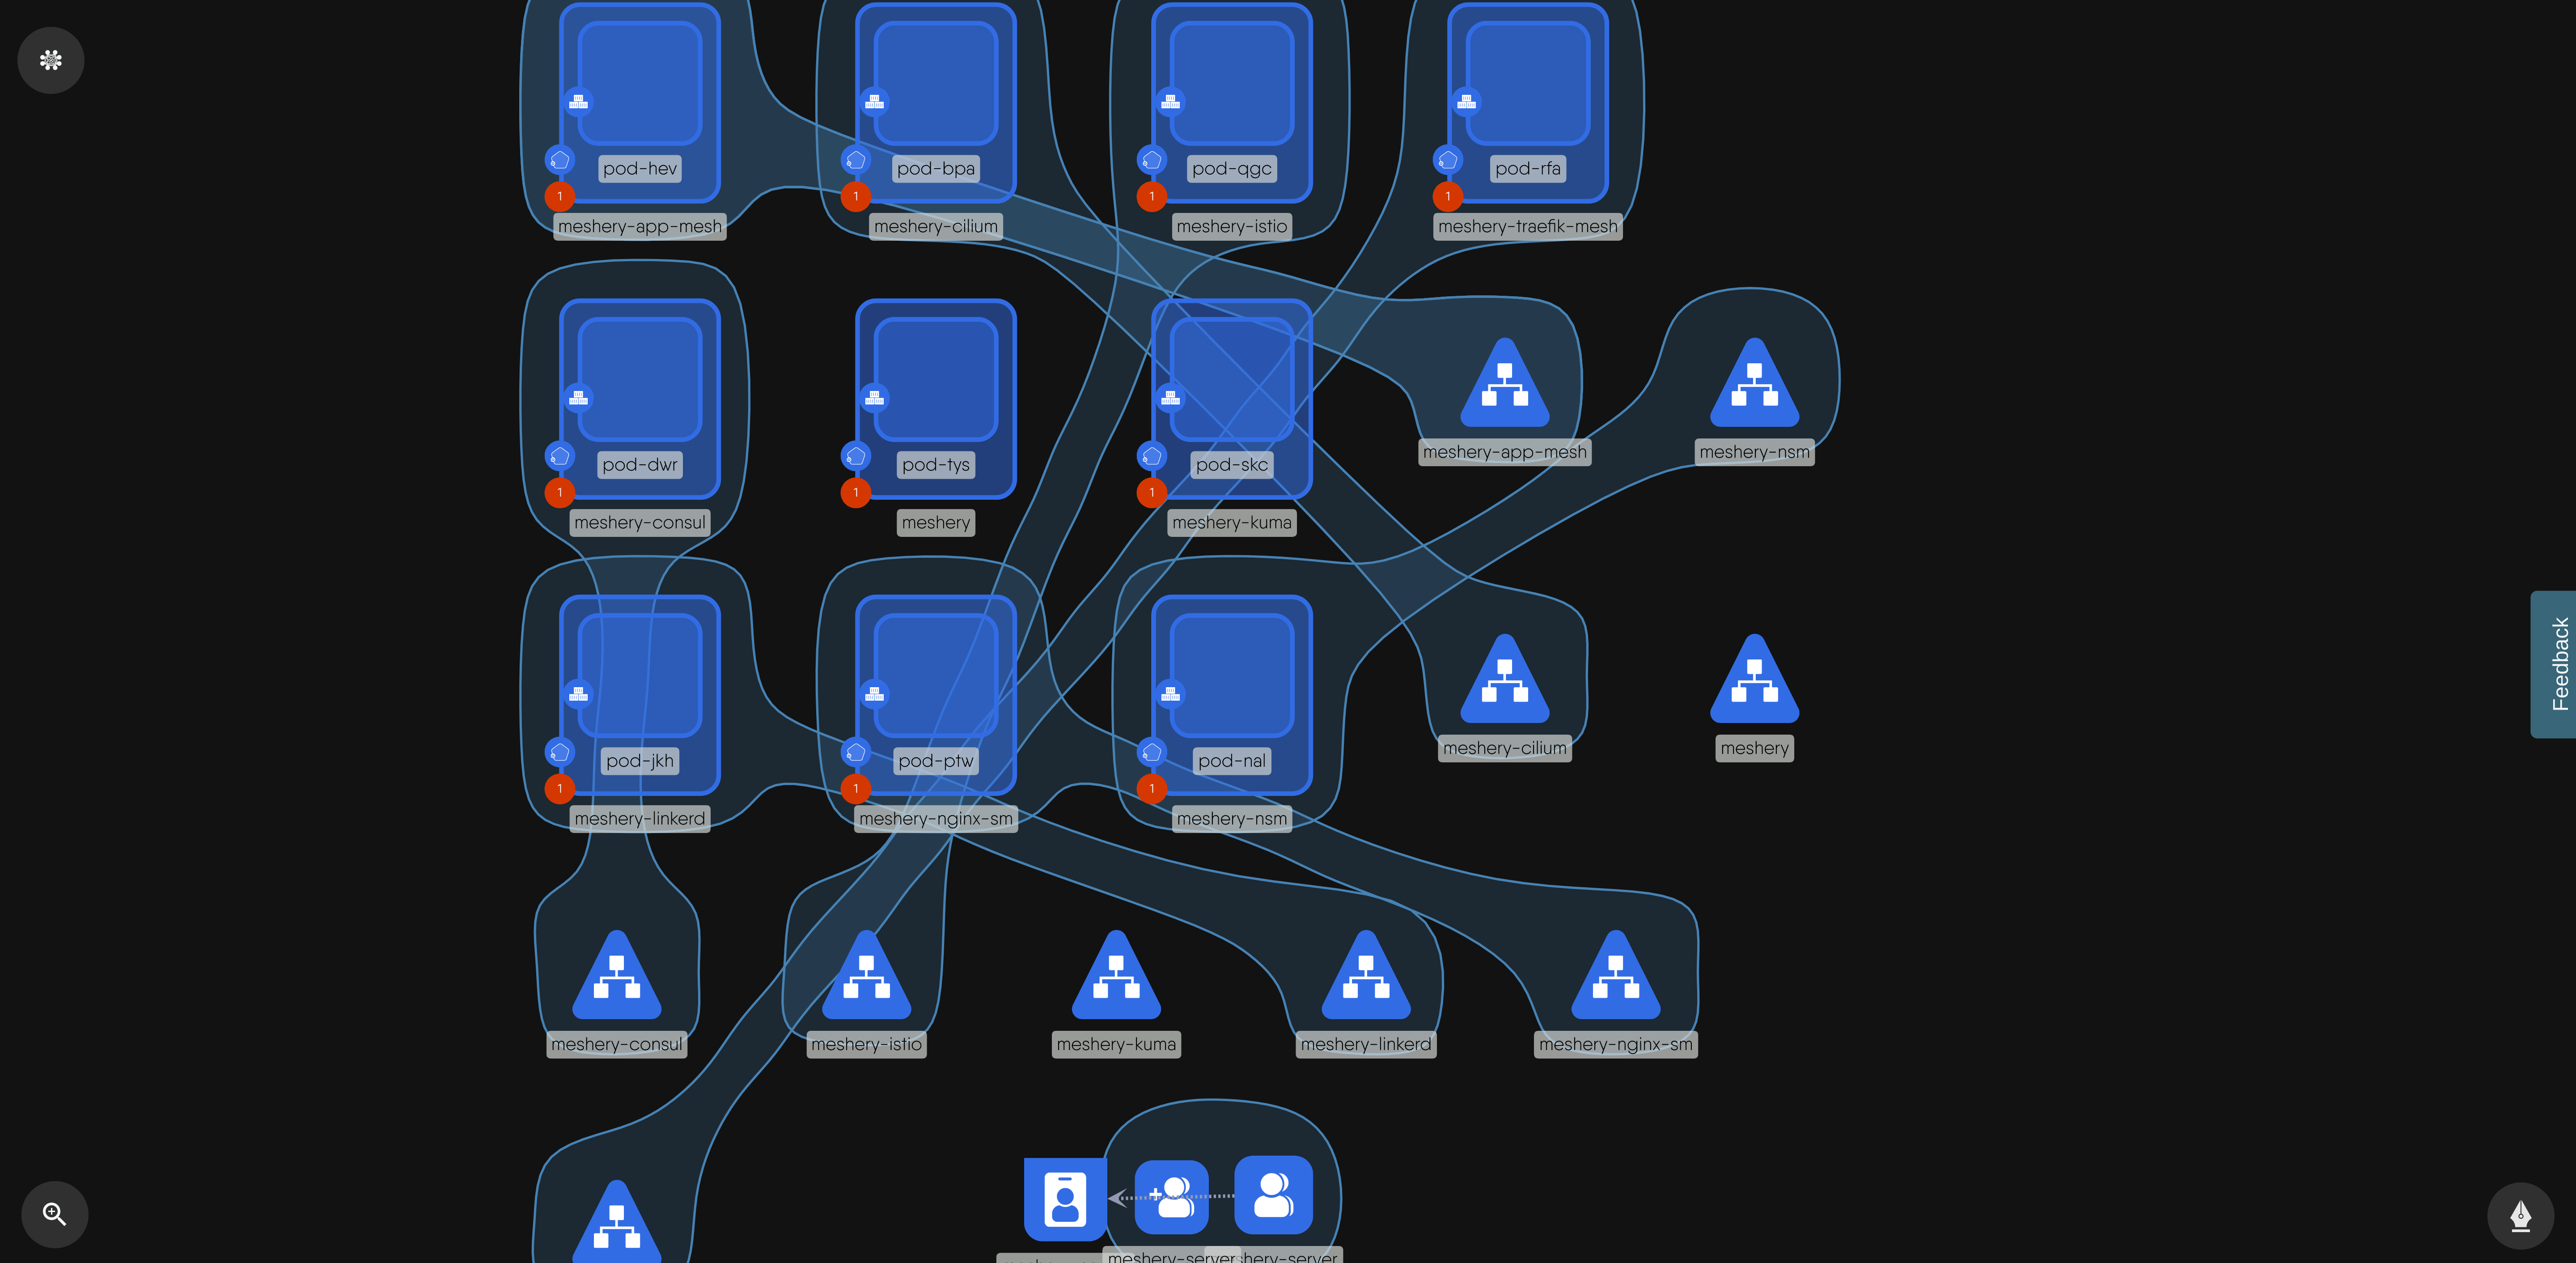 pod-hev
pod-bpa
pod-qgc
pod-rfa
1
1
1
1
meshery-app-mesh
meshery-cilium
meshery-istio
meshery-traefik-mesh
meshery-app-mesh
meshery-nsm
pod-dwr
pod-tys
pod-skc
1
1
1
meshery-consul
meshery
meshery-kuma
Feedback
meshery-cilium
meshery
pod-jkh
pod-ptw
pod-nal
1
1
1
meshery-linkerd
meshery-nginx-sm
meshery-nsm
meshery-consul
meshery-istio
meshery-kuma
meshery-linkerd
meshery-nginx-sm
meshery-server